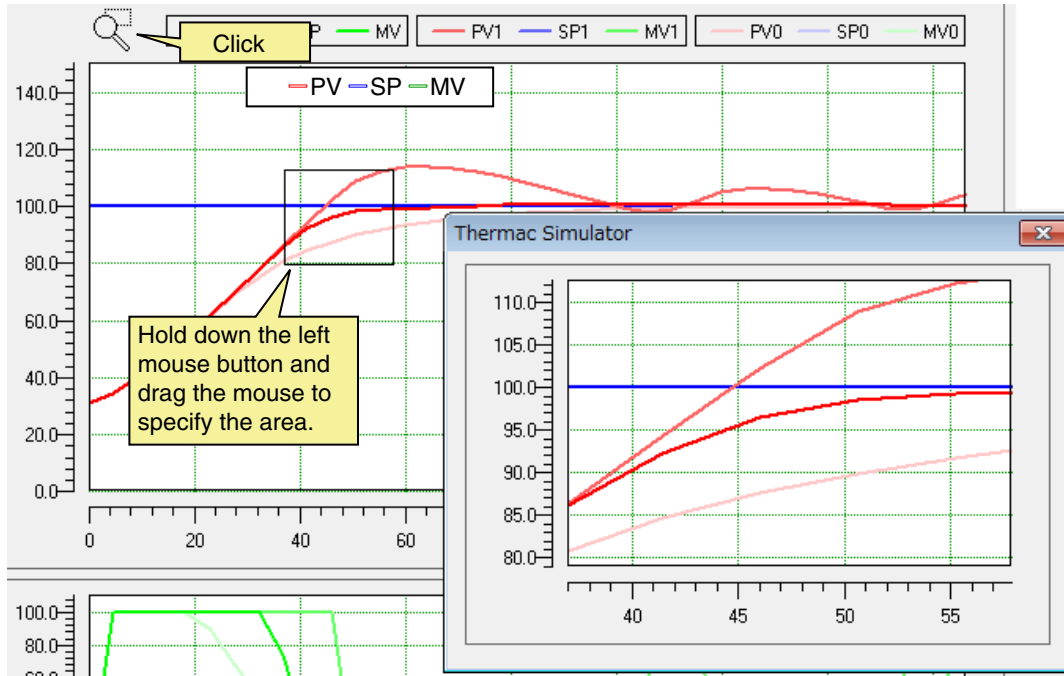 Click
P MV PV1 SP1 MV1 PV0 SP0 MV0
PV SP MV
140.0
120.0
100.0
80.0
60.0
40.0
20.0
0.0
0 20 40 60
Hold down the left
mouse button and
drag the mouse to
specify the area.
Thermac Simulator
110.0
105.0
100.0
95.0
90.0
85.0
80.0
40 45 50 55
100.0
80.0